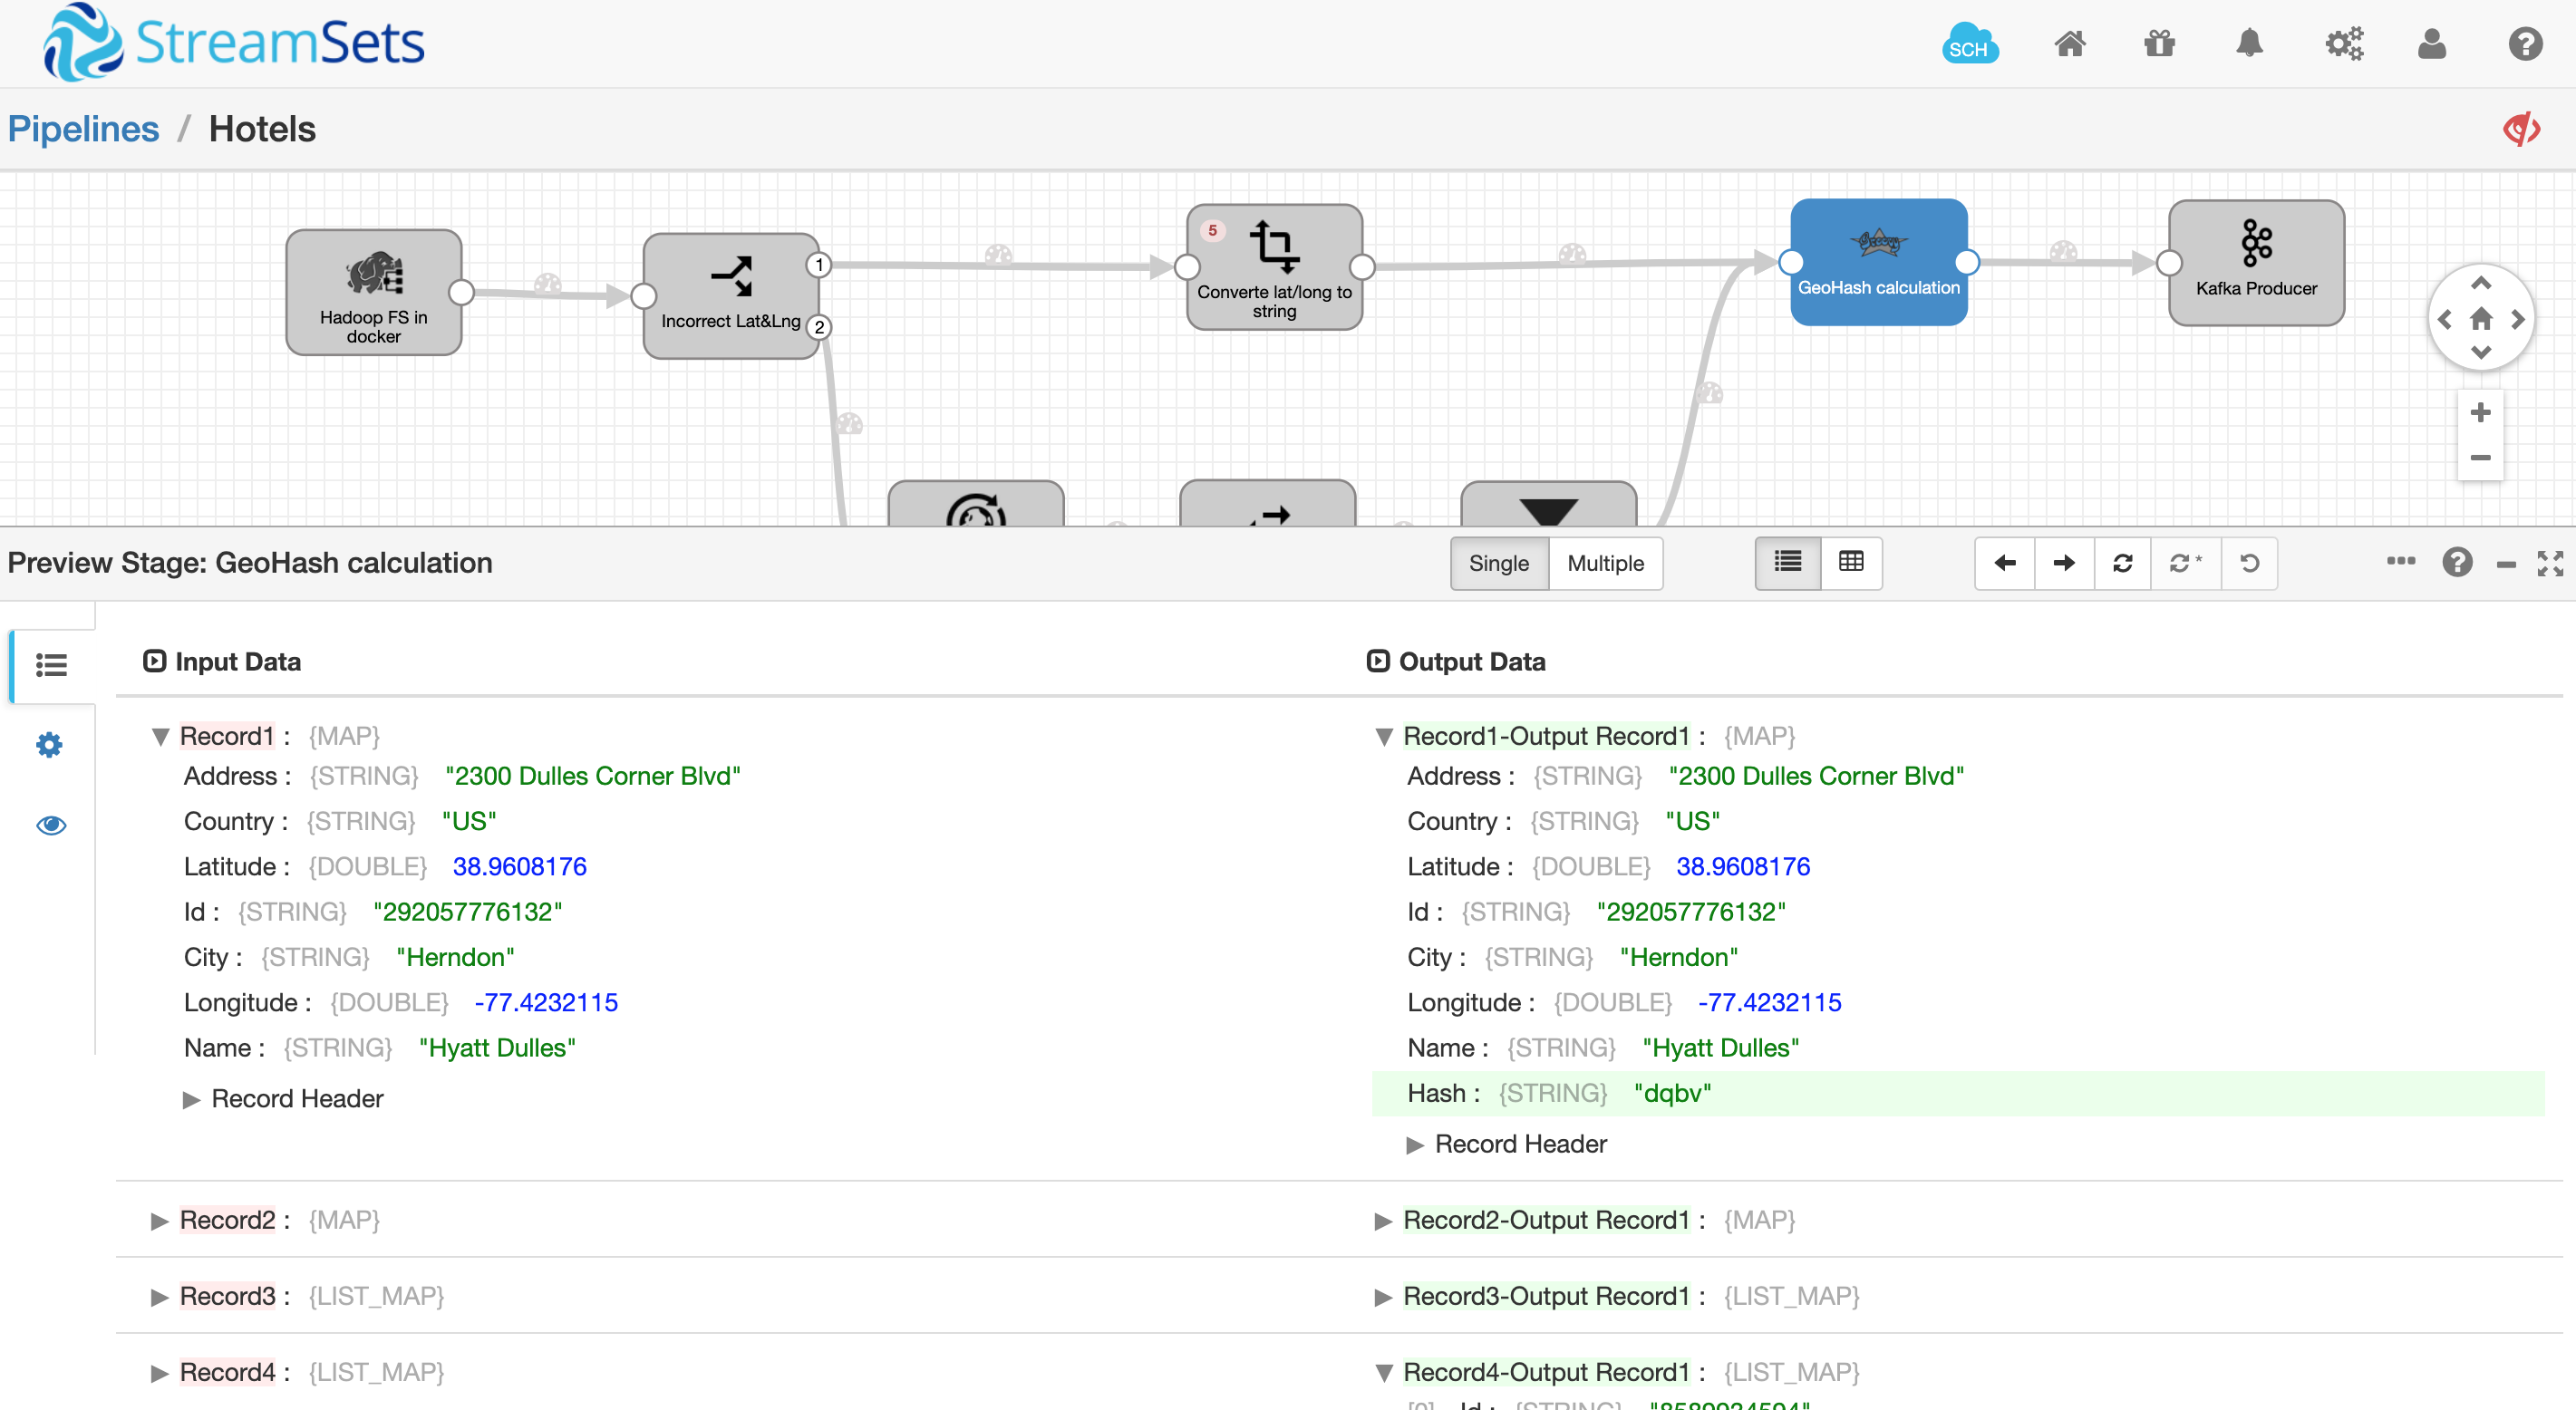 StreamSets
SCH
Pipelines / Hotels
Hadoop FS in
docker
Incorrect Lat&Lng
1
2
5
Converte lat/long to
string
Groovy
GeoHash calculation
Kafka Producer
Preview Stage: GeoHash calculation
Single Multiple
*
Input Data
Record1 : {MAP}
Address : {STRING} "2300 Dulles Corner Blvd"
Country : {STRING} "US"
Latitude : {DOUBLE} 38.9608176
Id : {STRING} "292057776132"
City : {STRING} "Herndon"
Longitude : {DOUBLE} -77.4232115
Name : {STRING} "Hyatt Dulles"
Record Header
Record2 : {MAP}
Record3 : {LIST_MAP}
Record4 : {LIST_MAP}
Output Data
Record1-Output Record1 : {MAP}
Address : {STRING} "2300 Dulles Corner Blvd"
Country : {STRING} "US"
Latitude : {DOUBLE} 38.9608176
Id : {STRING} "292057776132"
City : {STRING} "Herndon"
Longitude : {DOUBLE} -77.4232115
Name : {STRING} "Hyatt Dulles"
Hash : {STRING} "dqbv"
Record Header
Record2-Output Record1 : {MAP}
Record3-Output Record1 : {LIST_MAP}
Record4-Output Record1 : {LIST_MAP}
[0] Id : {STRING}